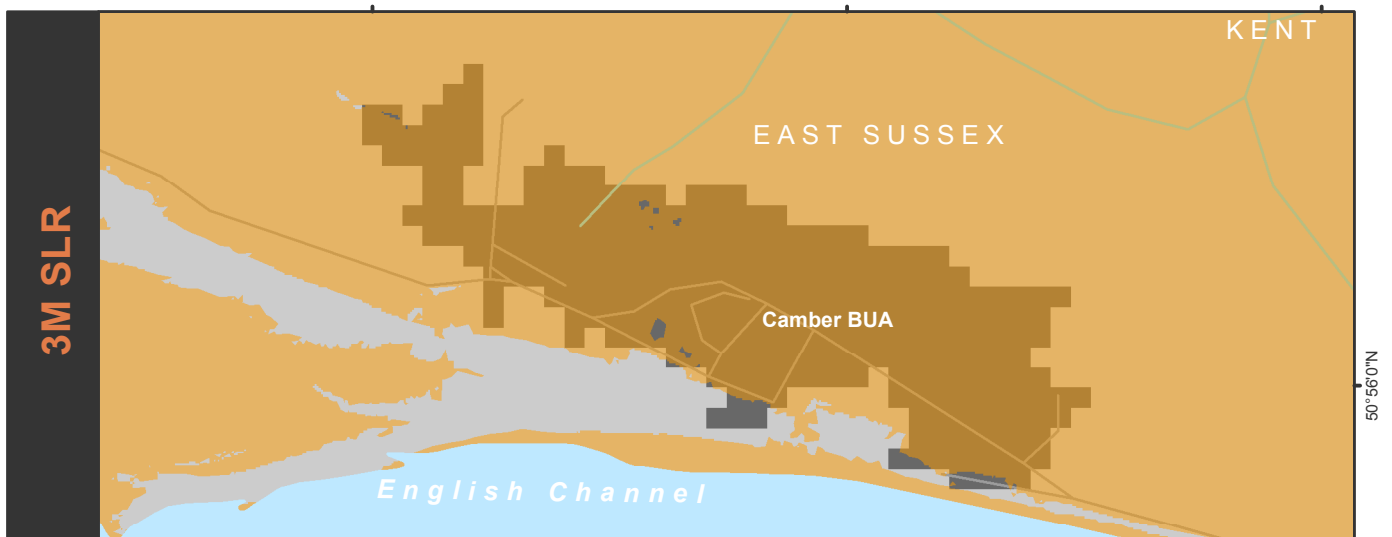 3M SLR
KENT
EAST SUSSEX
Camber BUA
English Channel
50°56'0"N